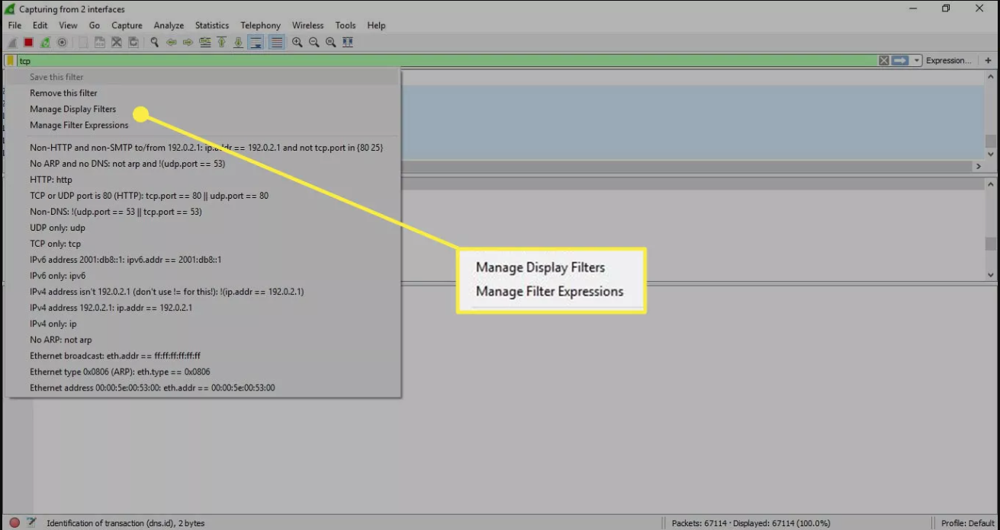 Capturing from 2 interfaces
File Edit View Go Capture Analyze Statistics Telephony Wireless Tools Help
tcp Expression... +
Save this filter
Remove this filter
Manage Display Filters
Manage Filter Expressions
Non-HTTP and non-SMTP to/from 192.0.2.1: ip.addr == 192.0.2.1 and not tcp.port in {80 25}
No ARP and no DNS: not arp and !(udp.port == 53)
HTTP: http
TCP or UDP port is 80 (HTTP): tcp.port == 80 || udp.port == 80
Non-DNS: !(udp.port == 53 || tcp.port == 53)
UDP only: udp
TCP only: tcp
IPv6 address 2001:db8::1: ipv6.addr == 2001:db8::1
IPv6 only: ipv6
IPv4 address isn't 192.0.2.1 (don't use != for this!): !(ip.addr == 192.0.2.1)
IPv4 address 192.0.2.1: ip.addr == 192.0.2.1
IPv4 only: ip
No ARP: not arp
Ethernet broadcast: eth.addr == ff:ff:ff:ff:ff:ff
Ethernet type 0x0806 (ARP): eth.type == 0x0806
Ethernet address 00:00:5e:00:53:00: eth.addr == 00:00:5e:00:53:00
Manage Display Filters
Manage Filter Expressions
Identification of transaction (dns.id), 2 bytes Packets: 67114 · Displayed: 67114 (100.0%) Profile: Default